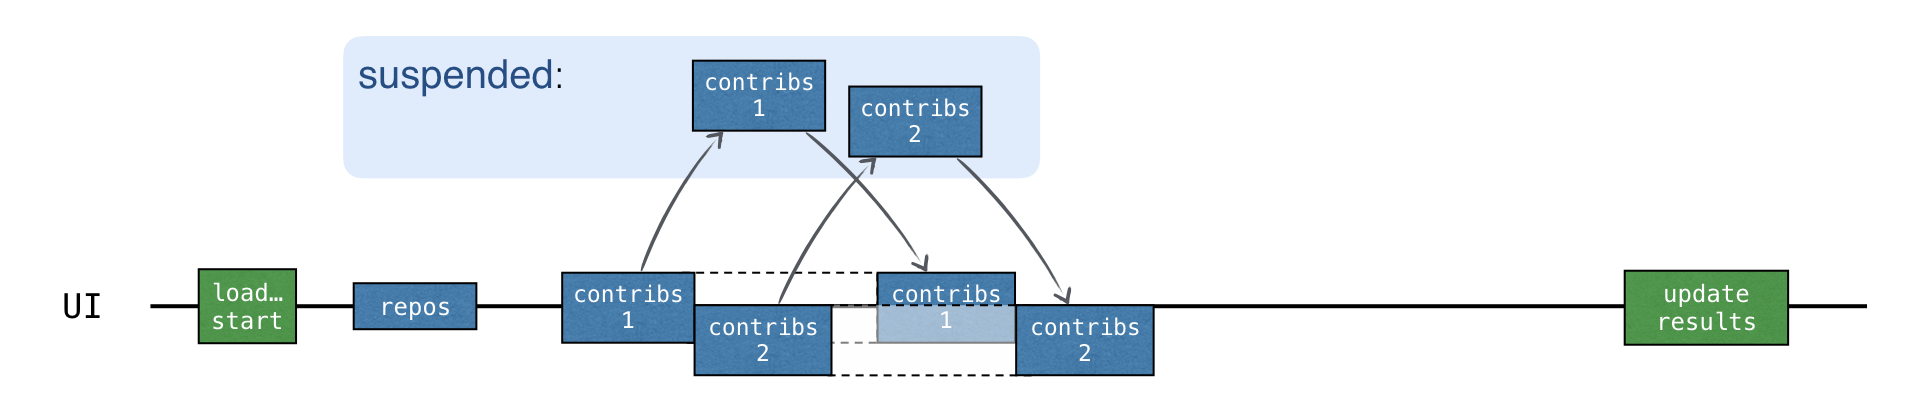 suspended:
contribs
1
contribs
2
UI
load…
start
repos
contribs
1
contribs
2
contribs
1
contribs
2
update
results